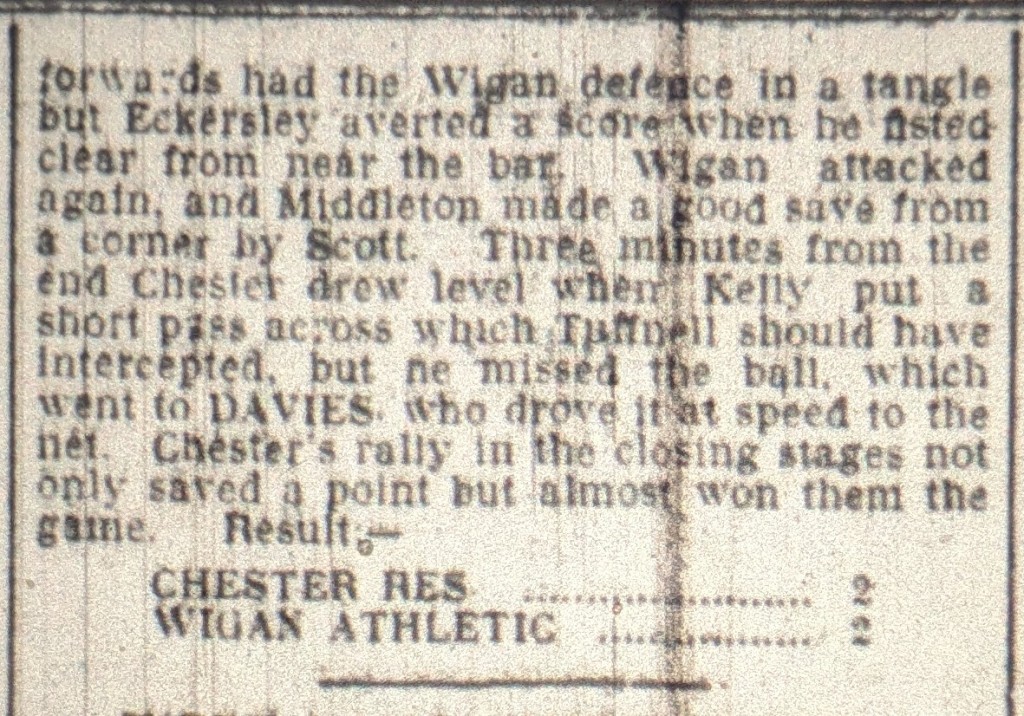 forwards had the Wigan defence in a tangle
but Eckersley averted a score when he fisted
clear from near the bar. Wigan attacked
again, and Middleton made a good save from
a corner by Scott. Three minutes from the
end Chester drew level when Kelly put a
short pass across which Tuffnell should have
intercepted, but he missed the ball, which
went to DAVIES, who drove it at speed to the
net. Chester's rally in the closing stages not
only saved a point but almost won them the
game. Result:—
CHESTER RES .................... 2
WIGAN ATHLETIC ............... 2